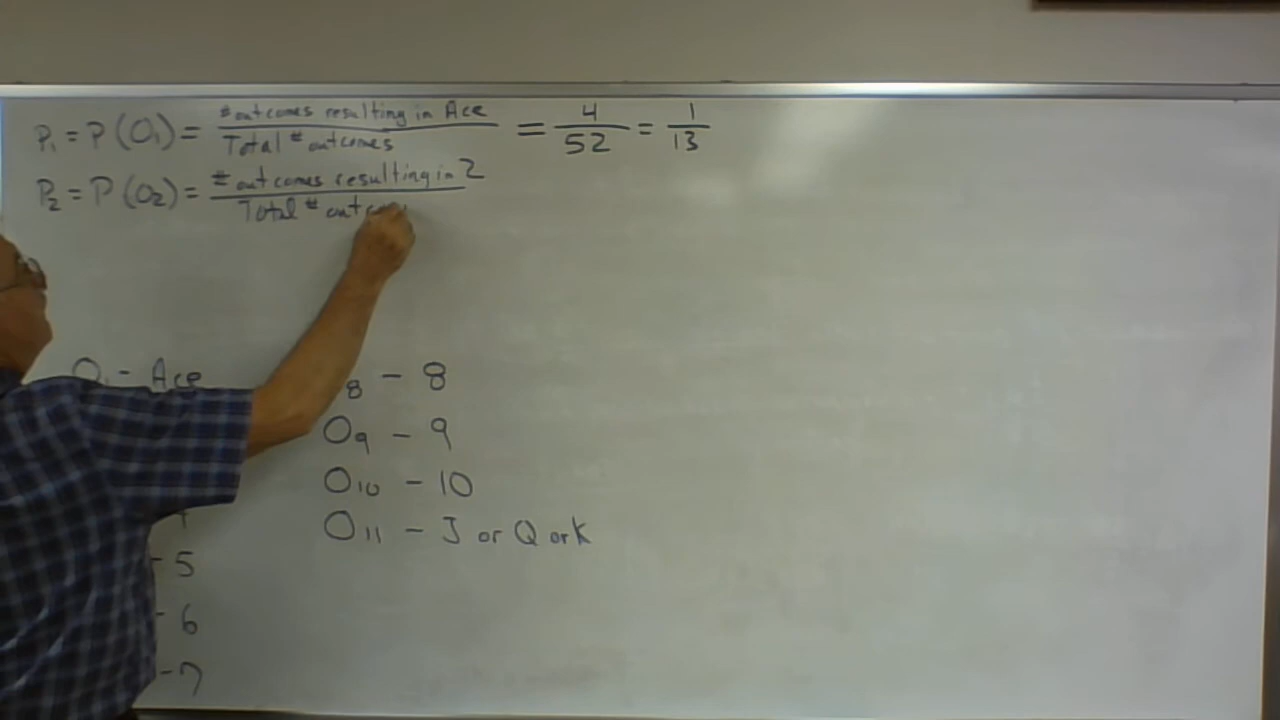 P₁ = P(O₁) = # outcomes resulting in Ace / Total # outcomes = 4/52 = 1/13
P₂ = P(O₂) = # outcomes resulting in 2 / Total # outco
O₁ - Ace
- 5
- 6
- 7
₈ - 8
O₉ - 9
O₁₀ - 10
O₁₁ - J or Q or K